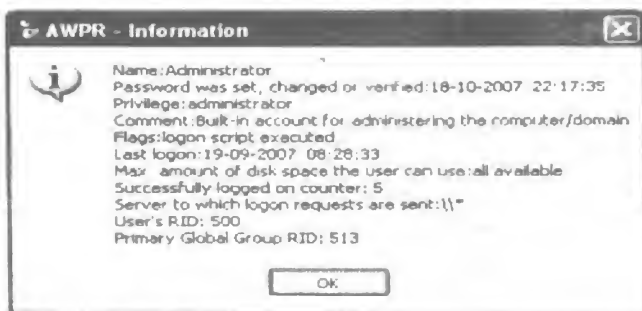 AWPR - Information
Name:Administrator
Password was set, changed or verified:18-10-2007 22:17:35
Privilege:administrator
Comment:Built-in account for administering the computer/domain
Flags:logon script executed
Last logon:19-09-2007 08:28:33
Max amount of disk space the user can use:all available
Successfully logged on counter: 5
Server to which logon requests are sent:\\*
User's RID: 500
Primary Global Group RID: 513
OK